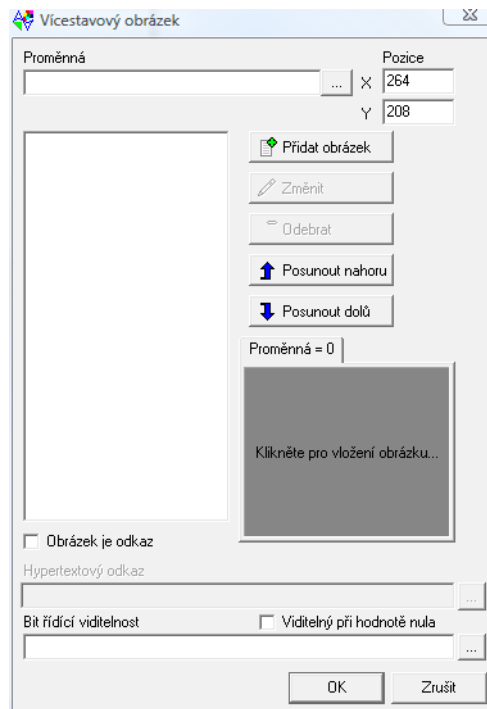 Vícestavový obrázek
Proměnná
Pozice
...
X
264
Y
208
Přidat obrázek
Změnit
Odebrat
Posunout nahoru
Posunout dolů
Proměnná = 0
Klikněte pro vložení obrázku...
Obrázek je odkaz
Hypertextový odkaz
...
Bit řídící viditelnost
Viditelný při hodnotě nula
...
OK
Zrušit